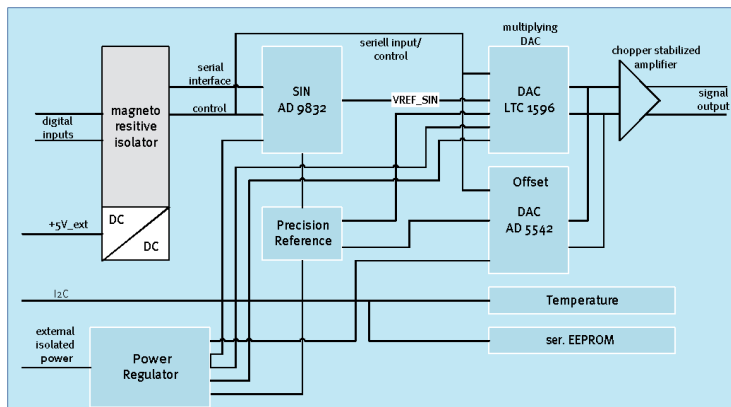 multiplying
DAC
seriell input/
control
chopper stabilized
amplifier
serial
interface
SIN
AD 9832
VREF_SIN
DAC
LTC 1596
signal
output
magneto
resitive
isolator
control
digital
inputs
Offset
DAC
AD 5542
+5V_ext
DC
DC
Precision
Reference
I2C
Temperature
external
isolated
power
Power
Regulator
ser. EEPROM